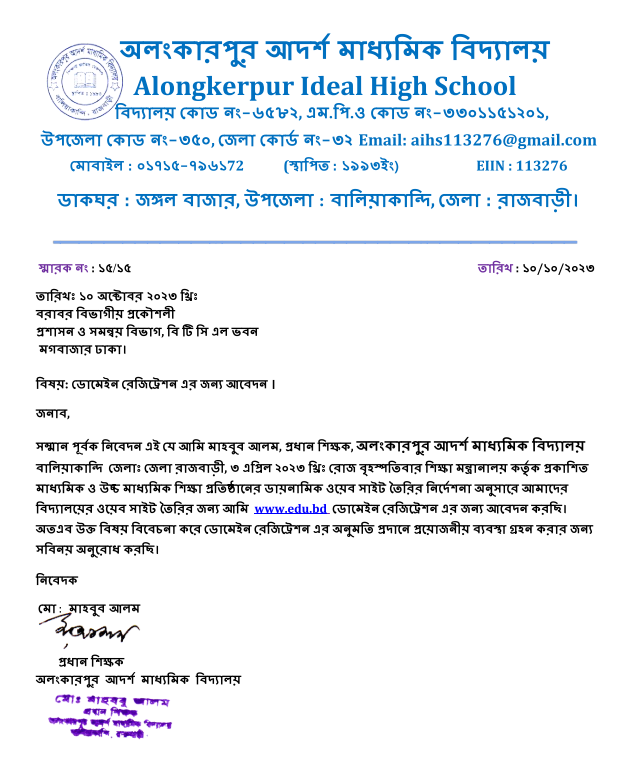 অলংকারপুর আদর্শ মাধ্যমিক বিদ্যালয়
Alongkerpur Ideal High School
বিদ্যালয় কোড নং–৬৫৮২, এম.পি.ও কোড নং–৩৩০১১৫১২০১,
উপজেলা কোড নং–৩৫০, জেলা কোর্ড নং–৩২ Email: aihs113276@gmail.com
মোবাইল : ০১৭১৫–৭৯৬১72 (স্থাপিত : ১৯৯৩ইং) EIIN : 113276
ডাকঘর : জঙ্গল বাজার, উপজেলা : বালিয়াকান্দি, জেলা : রাজবাড়ী।
স্মারক নং : ১৫/১৫ তারিখ : ১০/১০/২০২৩
তারিখঃ ১০ অক্টোবর ২০২৩ খ্রিঃ
বরাবর বিভাগীয় প্রকৌশলী
প্রশাসন ও সমন্বয় বিভাগ, বি টি সি এল ভবন
মগবাজার ঢাকা।
বিষয়: ডোমেইন রেজিট্রেশন এর জন্য আবেদন ।
জনাব,
সন্মান পূর্বক নিবেদন এই যে আমি মাহবুব আলম, প্রধান শিক্ষক, অলংকারপুর আদর্শ মাধ্যমিক বিদ্যালয়
বালিয়াকান্দি জেলাঃ জেলা রাজবাড়ী, ৩ এপ্রিল ২০২৩ খ্রিঃ রোজ বৃহস্পতিবার শিক্ষা মন্ত্রানালয় কর্তৃক প্রকাশিত
মাধ্যমিক ও উচ্চ মাধ্যমিক শিক্ষা প্রতিষ্ঠানের ডায়নামিক ওয়েব সাইট তৈরির নির্দেশনা অনুসারে আমাদের
বিদ্যালয়ের ওয়েব সাইট তৈরির জন্য আমি www.edu.bd ডোমেইন রেজিট্রেশন এর জন্য আবেদন করছি।
অতএব উক্ত বিষয় বিবেচনা করে ডোমেইন রেজিট্রেশন এর অনুমতি প্রদানে প্রয়োজনীয় ব্যবস্থা গ্রহন করার জন্য
সবিনয় অনুরোধ করছি।
নিবেদক
মো : মাহবুব আলম
প্রধান শিক্ষক
অলংকারপুর আদর্শ মাধ্যমিক বিদ্যালয়
মোঃ মাহবুব আলম
প্রধান শিক্ষক
অলংকারপুর আদর্শ মাধ্যমিক বিদ্যালয়